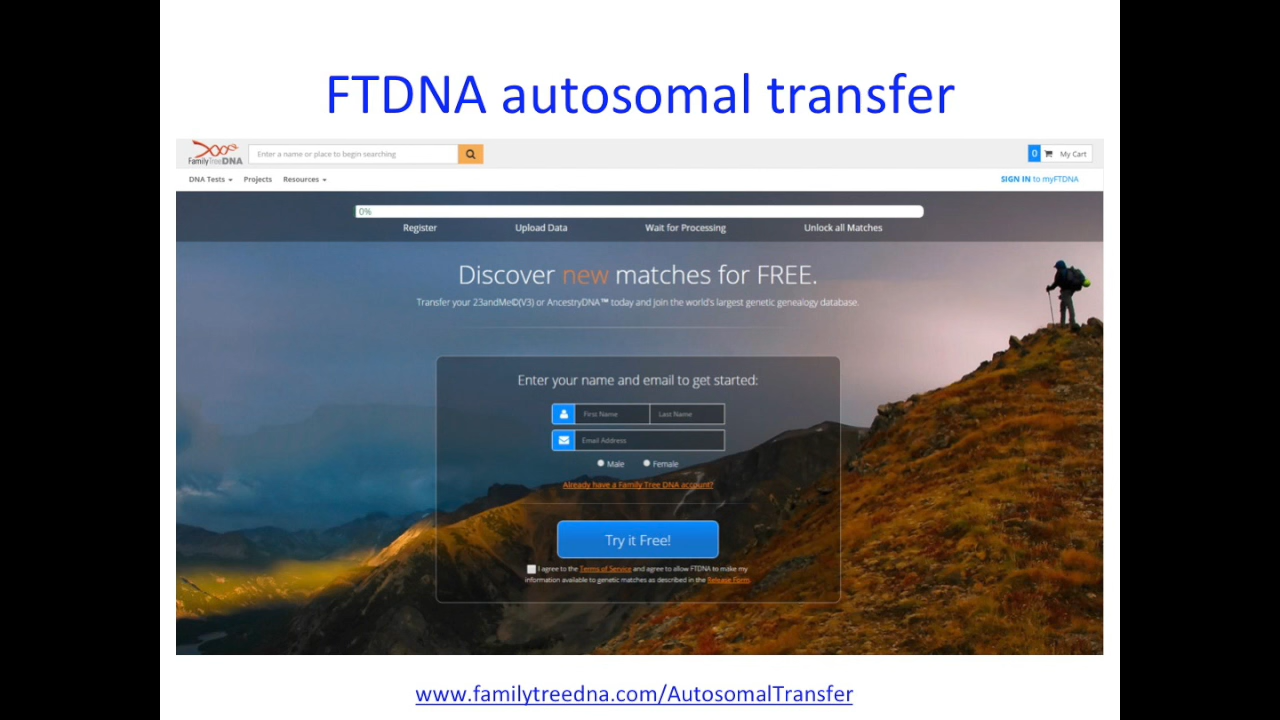 FTDNA autosomal transfer
FamilyTreeDNA
Enter a name or place to begin searching
0 My Cart
DNA Tests Projects Resources
SIGN IN to myFTDNA
0%
Register Upload Data Wait for Processing Unlock all Matches
Discover new matches for FREE.
Transfer your 23andMe©(V3) or AncestryDNA™ today and join the world's largest genetic genealogy database.
Enter your name and email to get started:
First Name Last Name
Email Address
Male Female
Already have a Family Tree DNA account?
Try it Free!
I agree to the Terms of Service and agree to allow FTDNA to make my
information available to genetic matches as described in the Release Form.
www.familytreedna.com/AutosomalTransfer